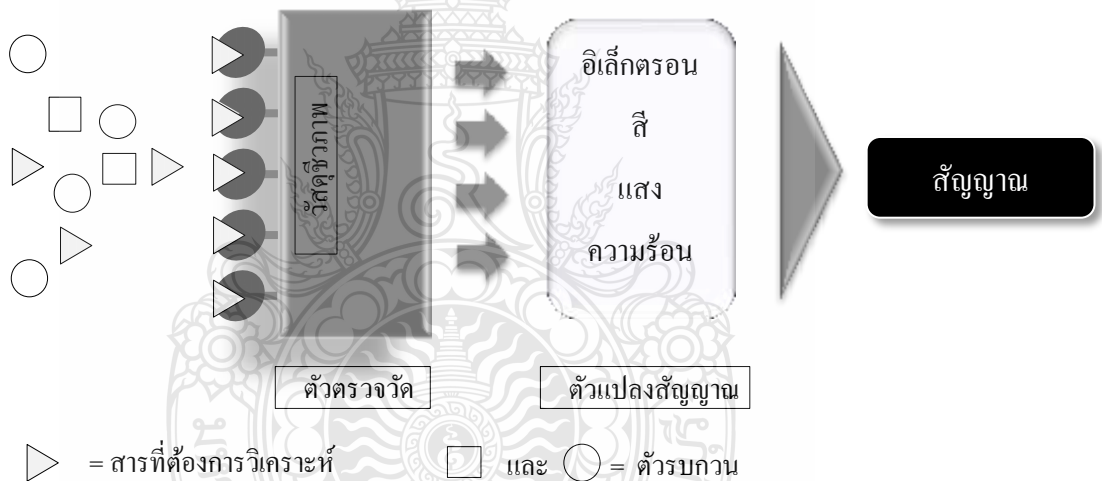 วัสดุชีวภาพ
อิเล็กตรอน
สี
แสง
ความร้อน
สัญญาณ
ตัวตรวจวัด
ตัวแปลงสัญญาณ
= สารที่ต้องการวิเคราะห์
และ = ตัวรบกวน